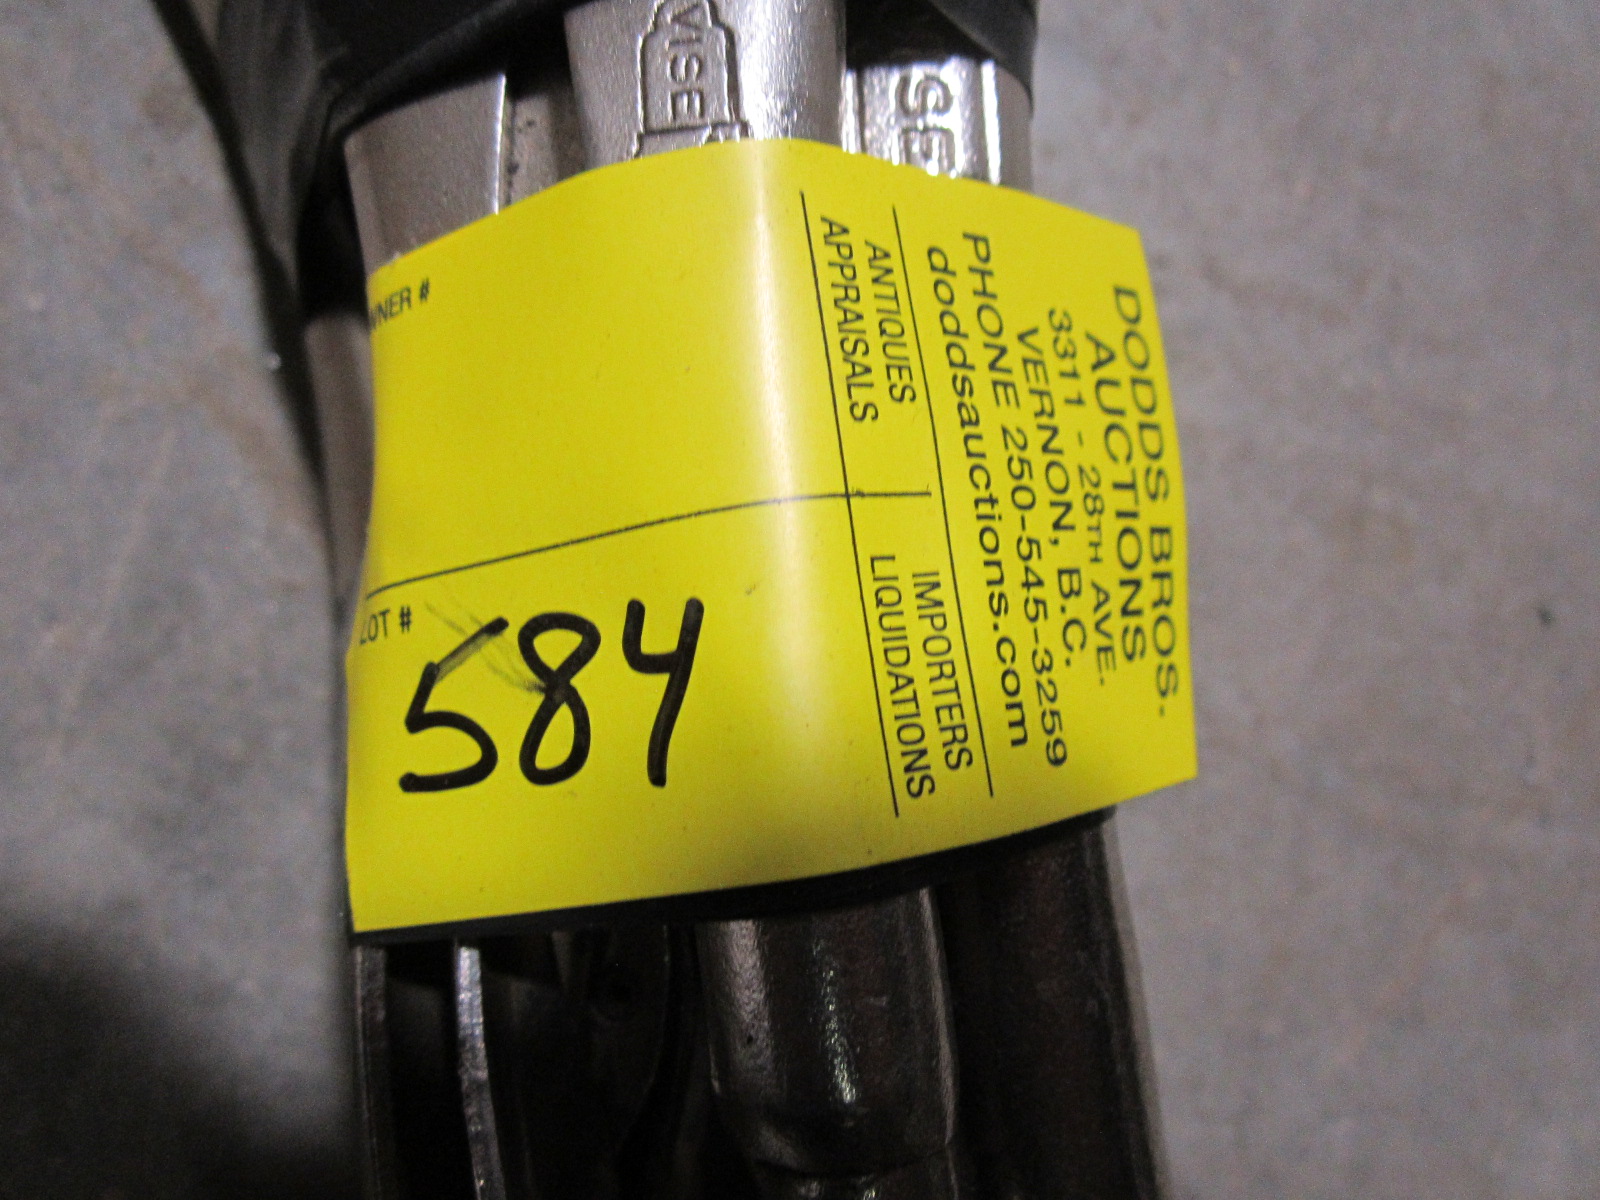 VISE
SE
DODDS BROS.
AUCTIONS
3311 - 28TH AVE.
VERNON, B.C.
PHONE 250-545-3259
doddsauctions.com
ANTIQUES
APPRAISALS
IMPORTERS
LIQUIDATIONS
WNER #
LOT #
584